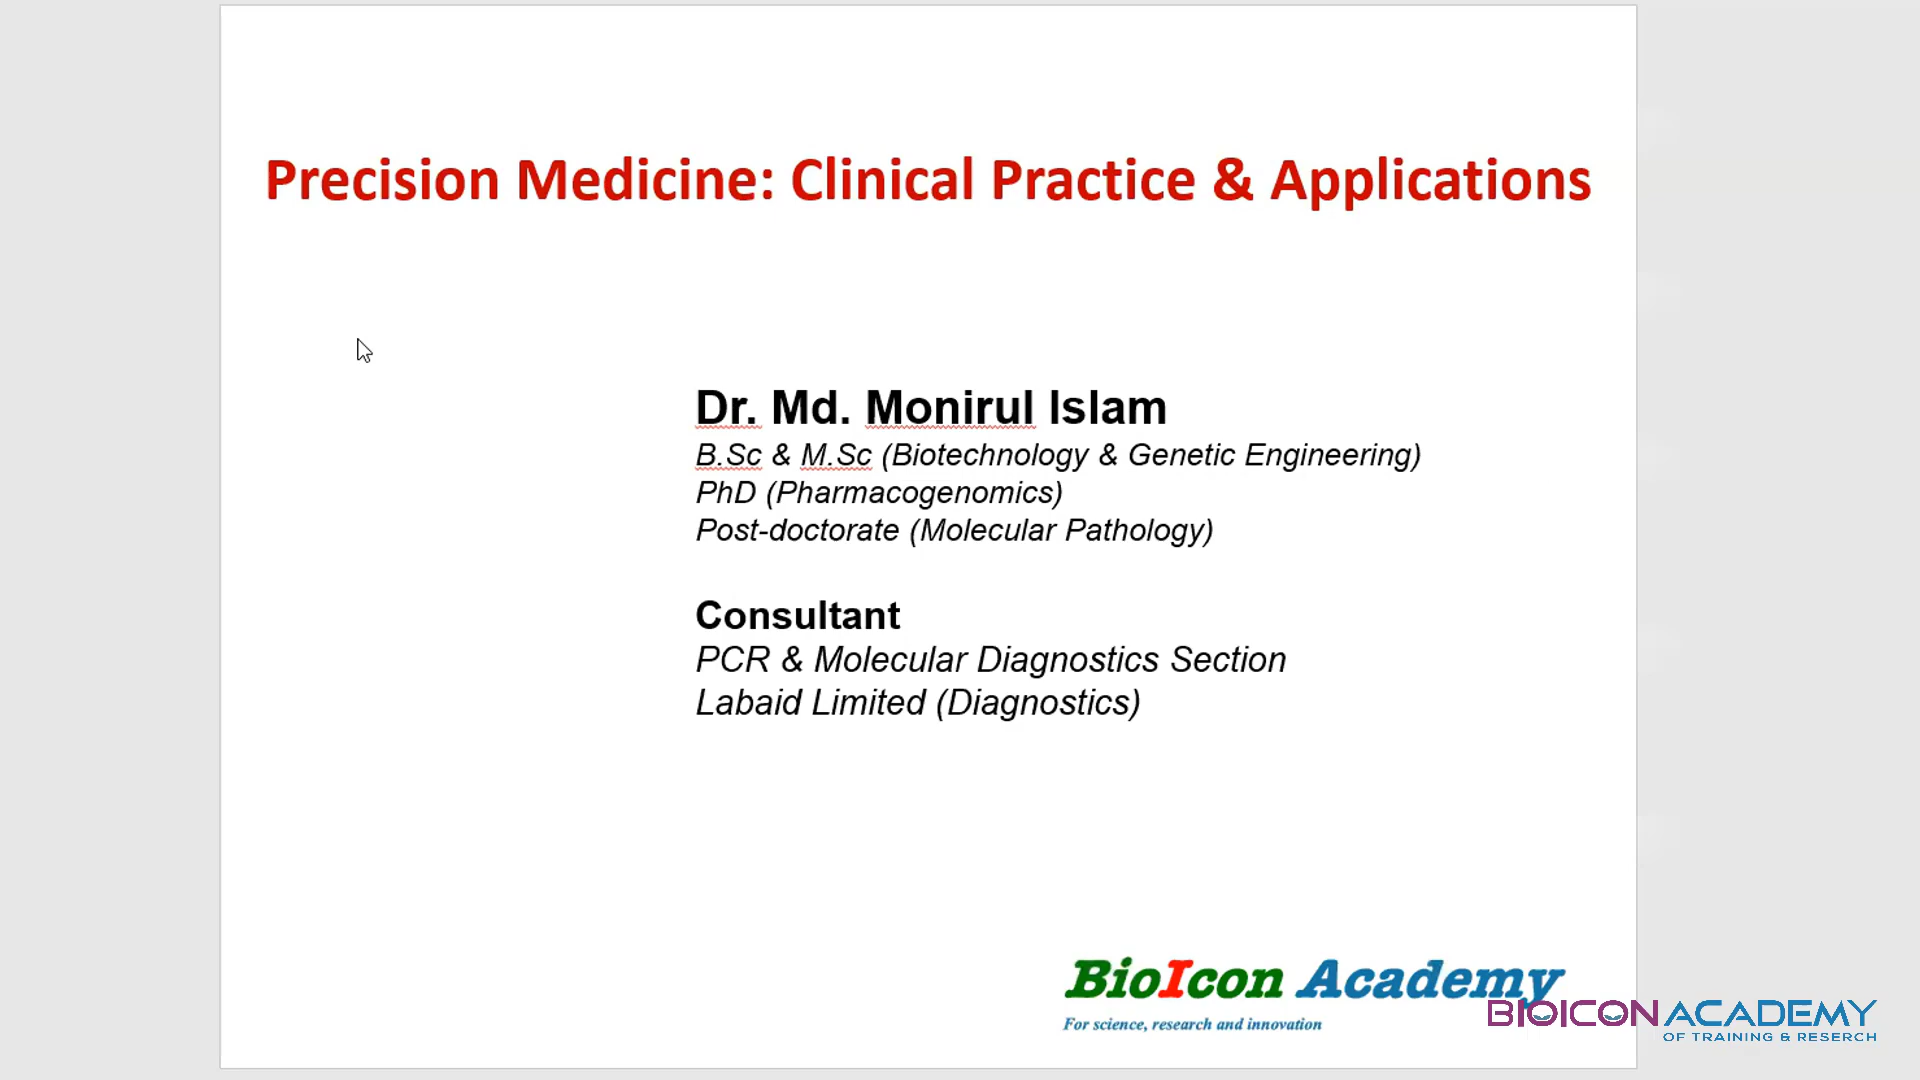 Precision Medicine: Clinical Practice & Applications
Dr. Md. Monirul Islam
B.Sc & M.Sc (Biotechnology & Genetic Engineering)
PhD (Pharmacogenomics)
Post-doctorate (Molecular Pathology)
Consultant
PCR & Molecular Diagnostics Section
Labaid Limited (Diagnostics)
BioIcon Academy
For science, research and innovation
BIOICON ACADEMY
OF TRAINING & RESERCH